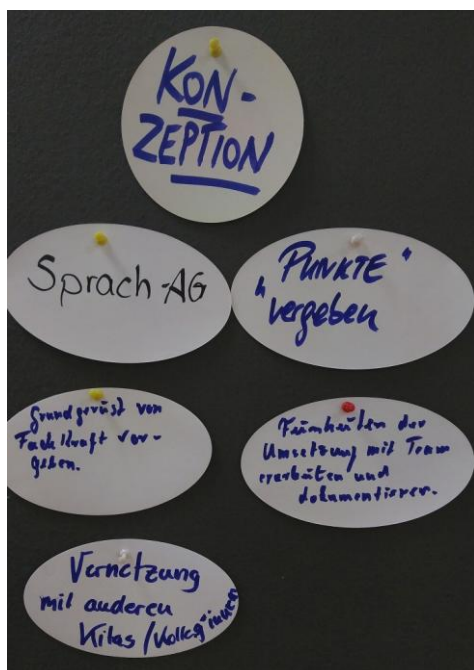 KON-
ZEPTION
Sprach-AG
„PUNKTE“
vergeben
Grundgerüst von
Fachkraft vor-
geben.
Feinheiten der
Umsetzung mit Team
erarbeiten und
dokumentieren.
Vernetzung
mit anderen
Kitas/Kolleg*innen